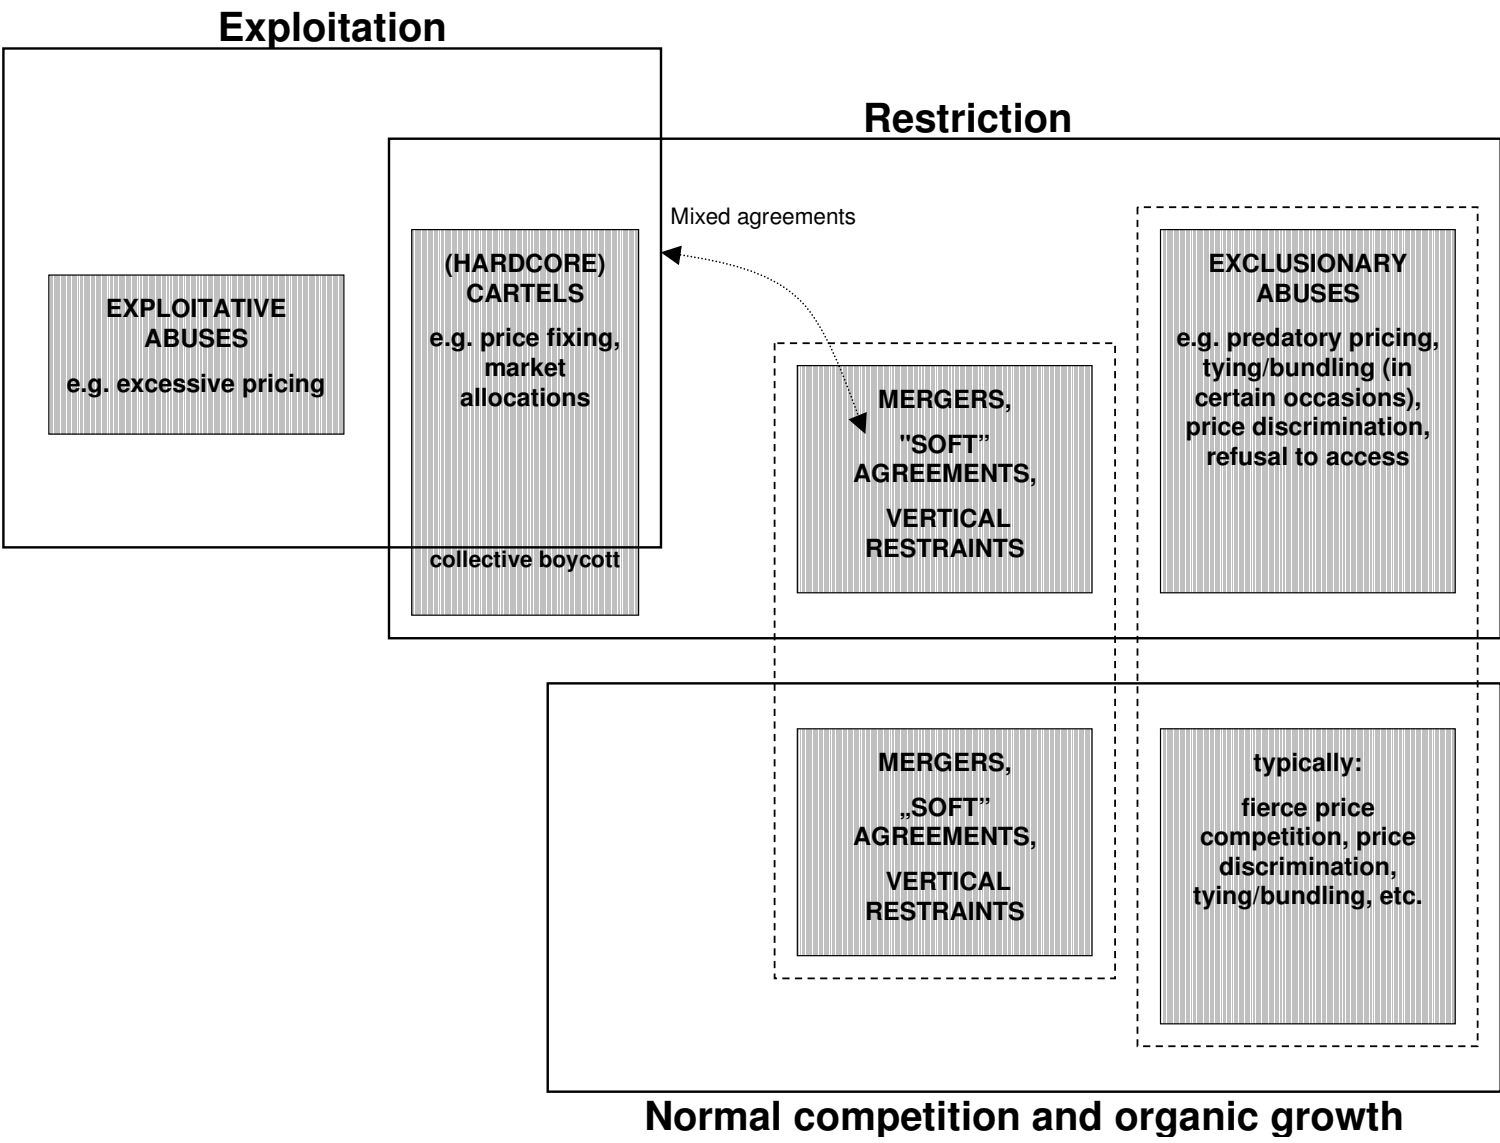 Exploitation
Restriction
Mixed agreements
EXPLOITATIVE
ABUSES
e.g. excessive pricing
(HARDCORE)
CARTELS
e.g. price fixing,
market
allocations
collective boycott
MERGERS,
"SOFT”
AGREEMENTS,
VERTICAL
RESTRAINTS
EXCLUSIONARY
ABUSES
e.g. predatory pricing,
tying/bundling (in
certain occasions),
price discrimination,
refusal to access
MERGERS,
„SOFT”
AGREEMENTS,
VERTICAL
RESTRAINTS
typically:
fierce price
competition, price
discrimination,
tying/bundling, etc.
Normal competition and organic growth